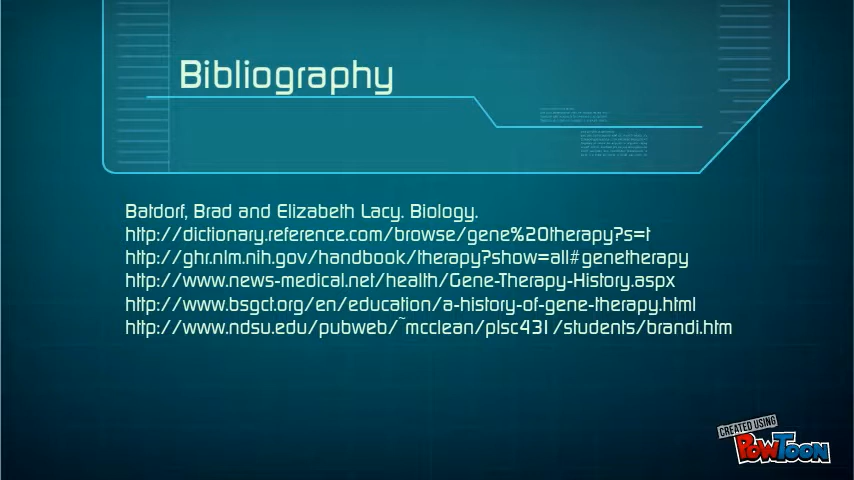 Bibliography
Batdorf, Brad and Elizabeth Lacy. Biology.
http://dictionary.reference.com/browse/gene%20therapy?s=t
http://ghr.nlm.nih.gov/handbook/therapy?show=all#genetherapy
http://www.news-medical.net/health/Gene-Therapy-History.aspx
http://www.bsgct.org/en/education/a-history-of-gene-therapy.html
http://www.ndsu.edu/pubweb/~mcclean/plsc431/students/brandi.htm
CREATED USING
POWTOON